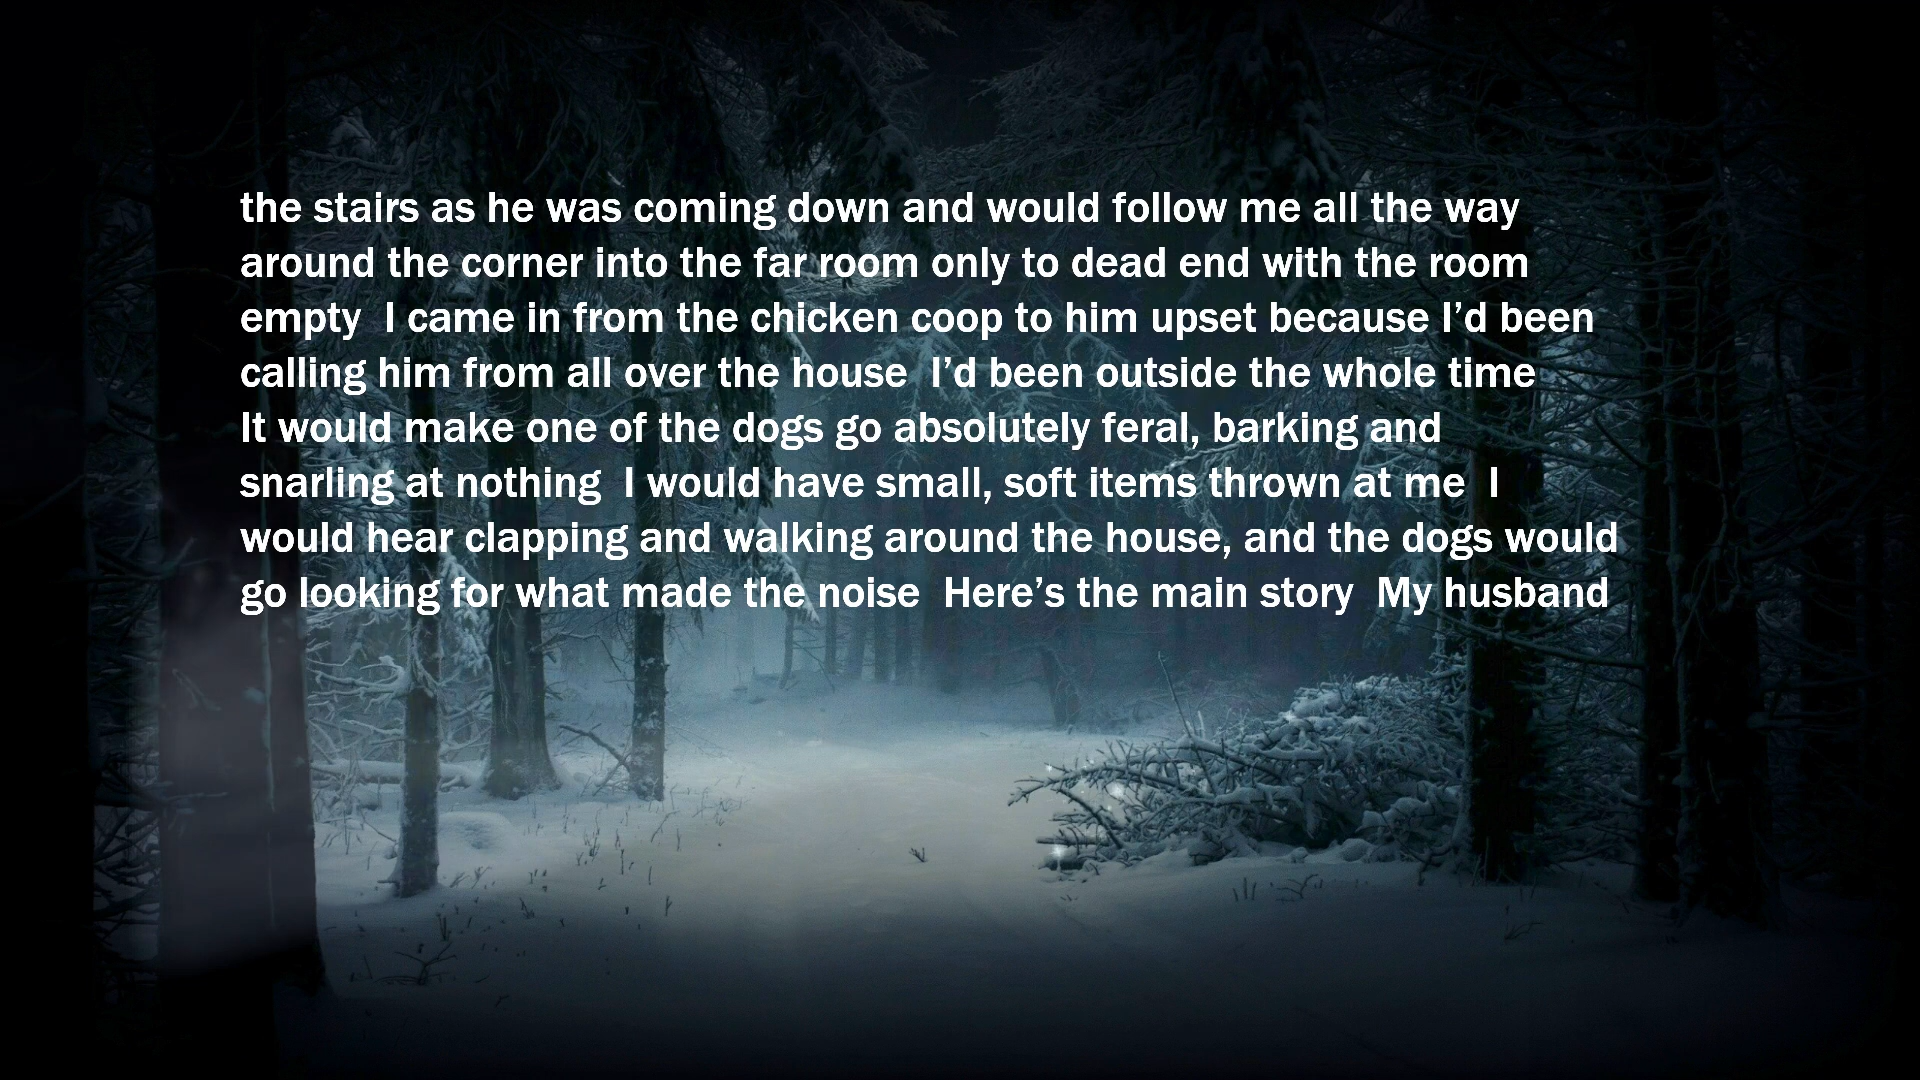 the stairs as he was coming down and would follow me all the way
around the corner into the far room only to dead end with the room
empty  I came in from the chicken coop to him upset because I’d been
calling him from all over the house  I’d been outside the whole time
It would make one of the dogs go absolutely feral, barking and
snarling at nothing  I would have small, soft items thrown at me  I
would hear clapping and walking around the house, and the dogs would
go looking for what made the noise  Here’s the main story  My husband